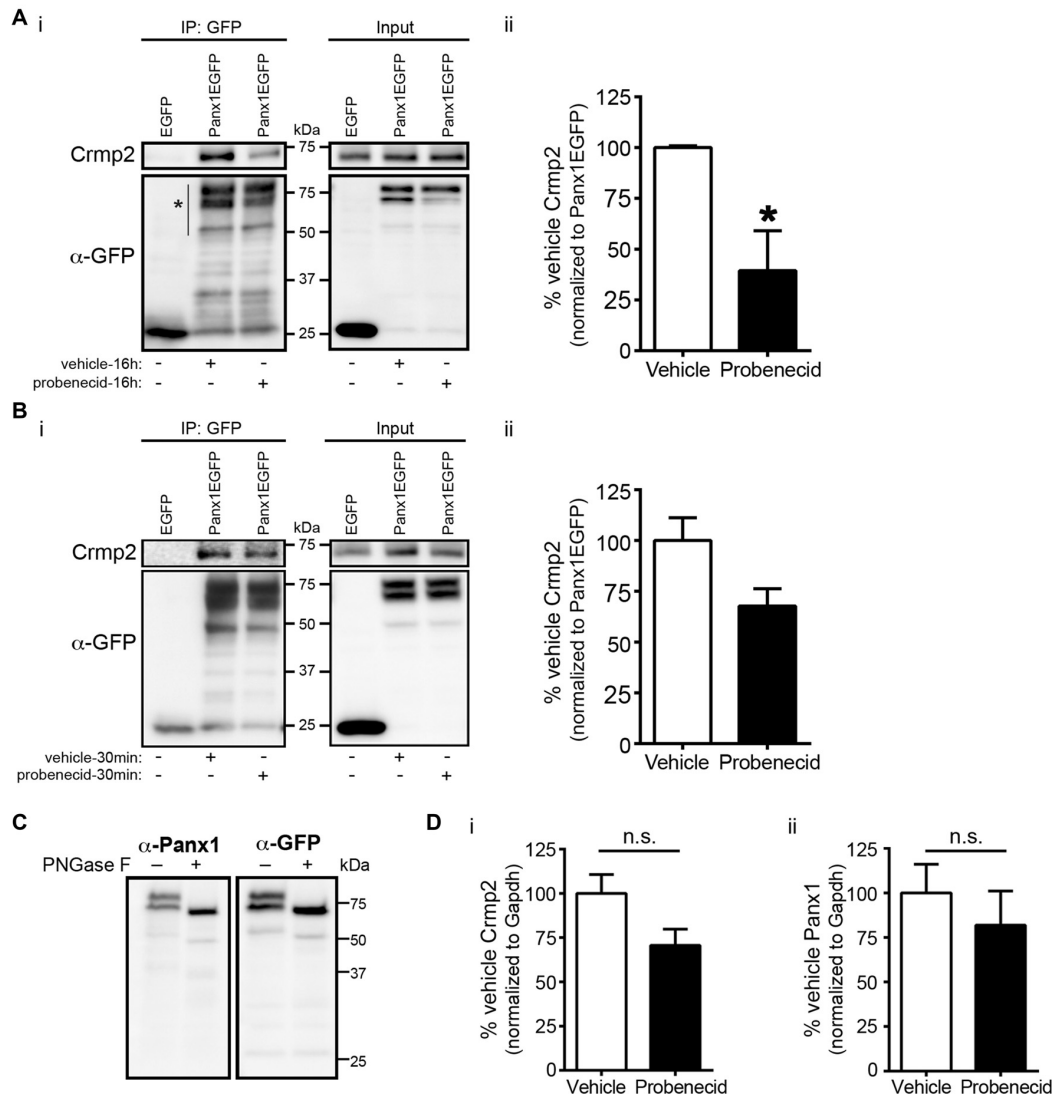 A
i
IP: GFP
Input
EGFP
Panx1EGFP
Panx1EGFP
kDa
EGFP
Panx1EGFP
Panx1EGFP
Crmp2
75
*
α-GFP
75
50
37
25
vehicle-16h: - + - - + -
probenecid-16h: - - + - - +
ii
% vehicle Crmp2
(normalized to Panx1EGFP)
125
100
75
50
25
0
*
Vehicle Probenecid
B
i
IP: GFP
Input
EGFP
Panx1EGFP
Panx1EGFP
kDa
EGFP
Panx1EGFP
Panx1EGFP
Crmp2
75
α-GFP
75
50
37
25
vehicle-30min: - + - - + -
probenecid-30min: - - + - - +
ii
% vehicle Crmp2
(normalized to Panx1EGFP)
125
100
75
50
25
0
Vehicle Probenecid
C
α-Panx1 α-GFP
PNGase F – + – + kDa
75
50
37
25
D
i
% vehicle Crmp2
(normalized to Gapdh)
125
100
75
50
25
0
n.s.
Vehicle Probenecid
ii
% vehicle Panx1
(normalized to Gapdh)
125
100
75
50
25
0
n.s.
Vehicle Probenecid